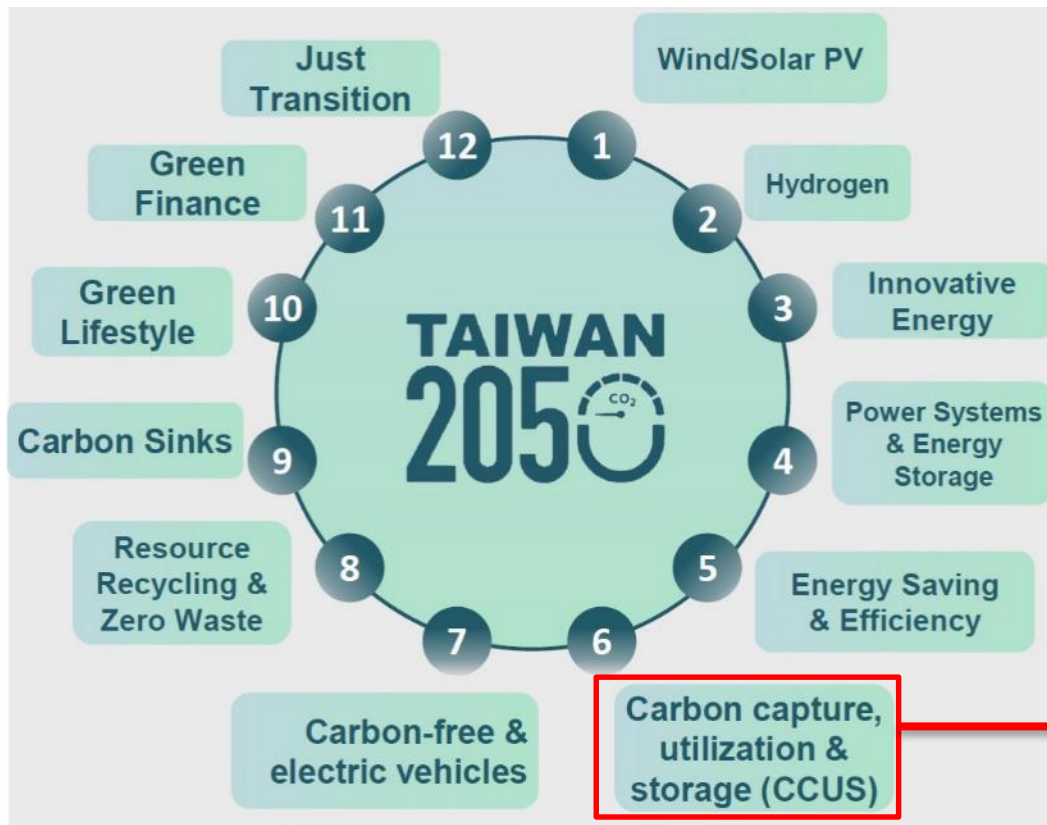 Just
Transition
12
Wind/Solar PV
1
Green
Finance
11
Hydrogen
2
Green
Lifestyle
10
Innovative
Energy
3
TAIWAN
2050
CO₂
Carbon Sinks
9
Power Systems
& Energy
Storage
4
Resource
Recycling &
Zero Waste
8
Energy Saving
& Efficiency
5
Carbon-free &
electric vehicles
7
Carbon capture,
utilization &
storage (CCUS)
6